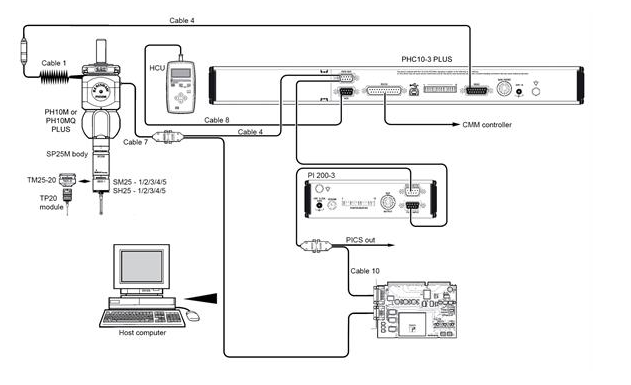 Cable 4
Cable 1
HCU
PHC10-3 PLUS
PH10M or
PH10MQ
PLUS
Cable 8
Cable 4
CMM controller
Cable 7
SP25M body
TM25-20
SM25 - 1/2/3/4/5
SH25 - 1/2/3/4/5
TP20
module
PI 200-3
PICS out
Cable 10
Host computer